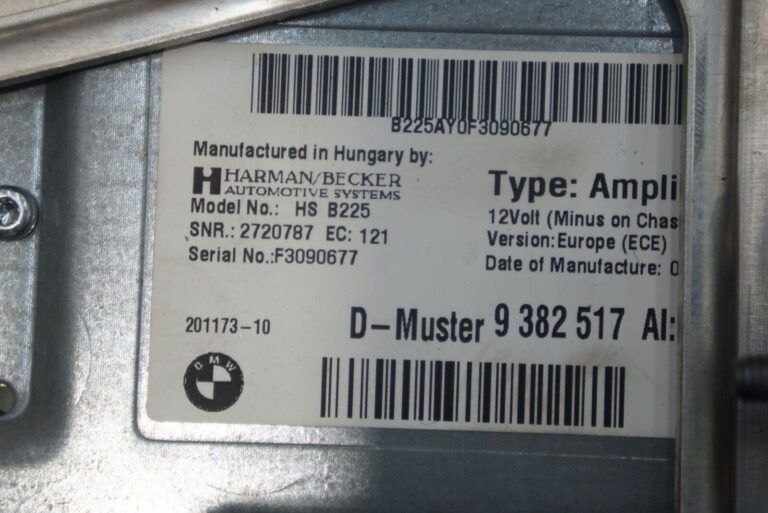 B225AY0F3090677
Manufactured in Hungary by:
HARMAN/BECKER
AUTOMOTIVE SYSTEMS
Model No.: HS B225
SNR.: 2720787 EC: 121
Serial No.:F3090677
Type: Ampli
12Volt (Minus on Chas
Version:Europe (ECE)
Date of Manufacture: 0
201173-10
D-Muster 9 382 517 AI:
BMW